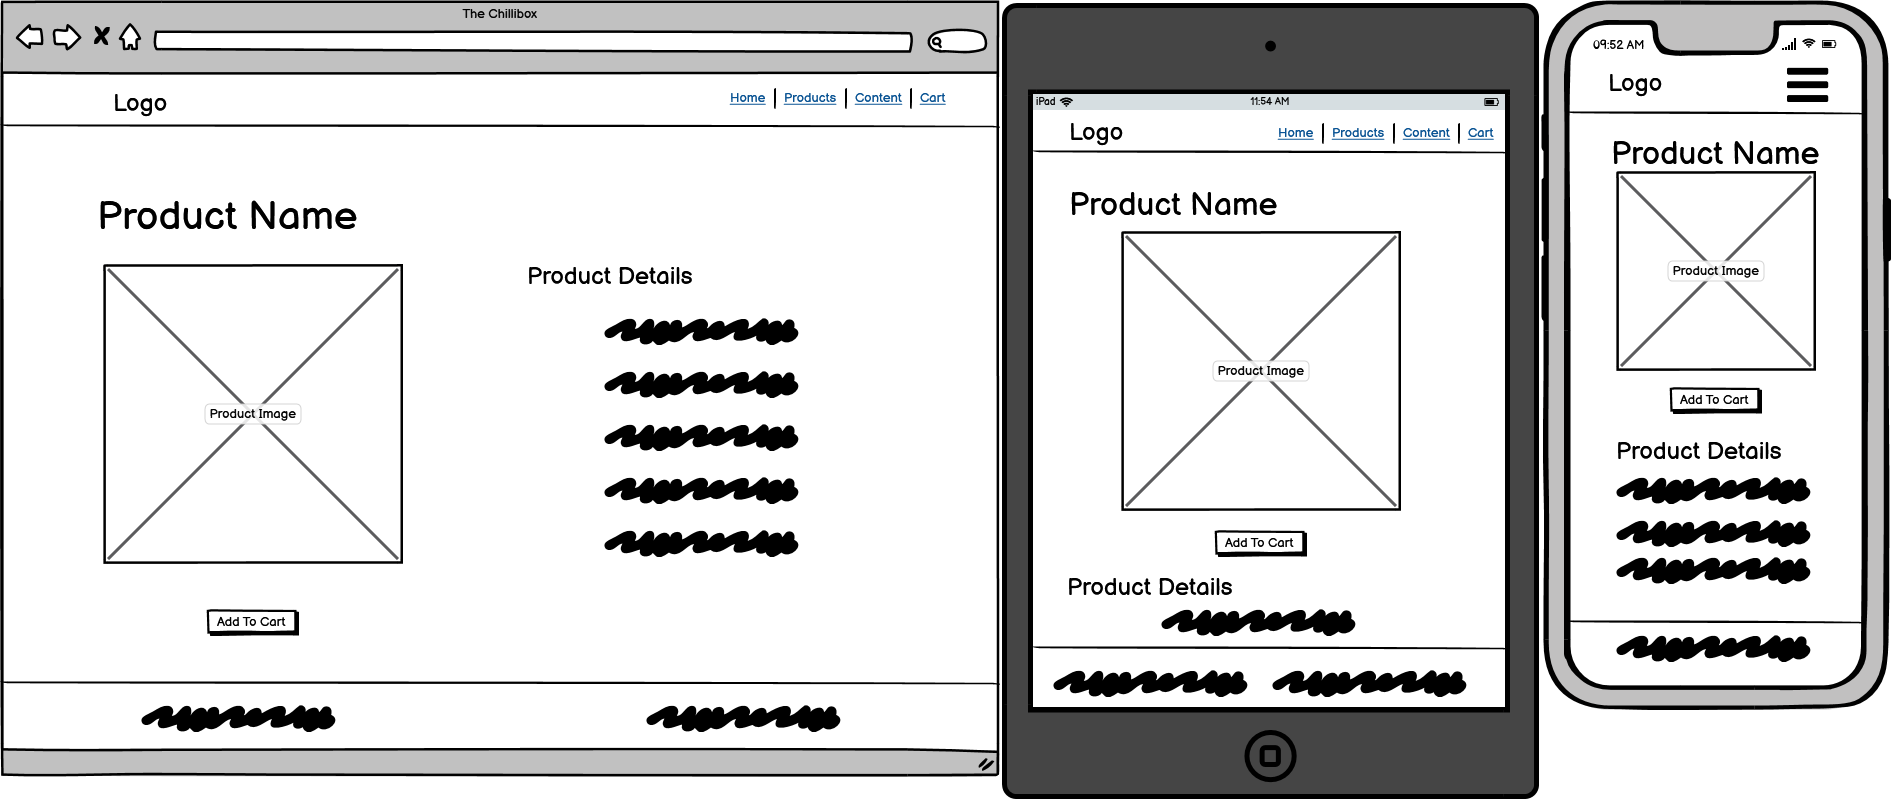 The Chillibox
Logo
Home
Products
Content
Cart
Product Name
Product Image
Product Details
Add To Cart
iPad
11:54 AM
Logo
Home
Products
Content
Cart
Product Name
Product Image
Add To Cart
Product Details
09:52 AM
Logo
Product Name
Product Image
Add To Cart
Product Details